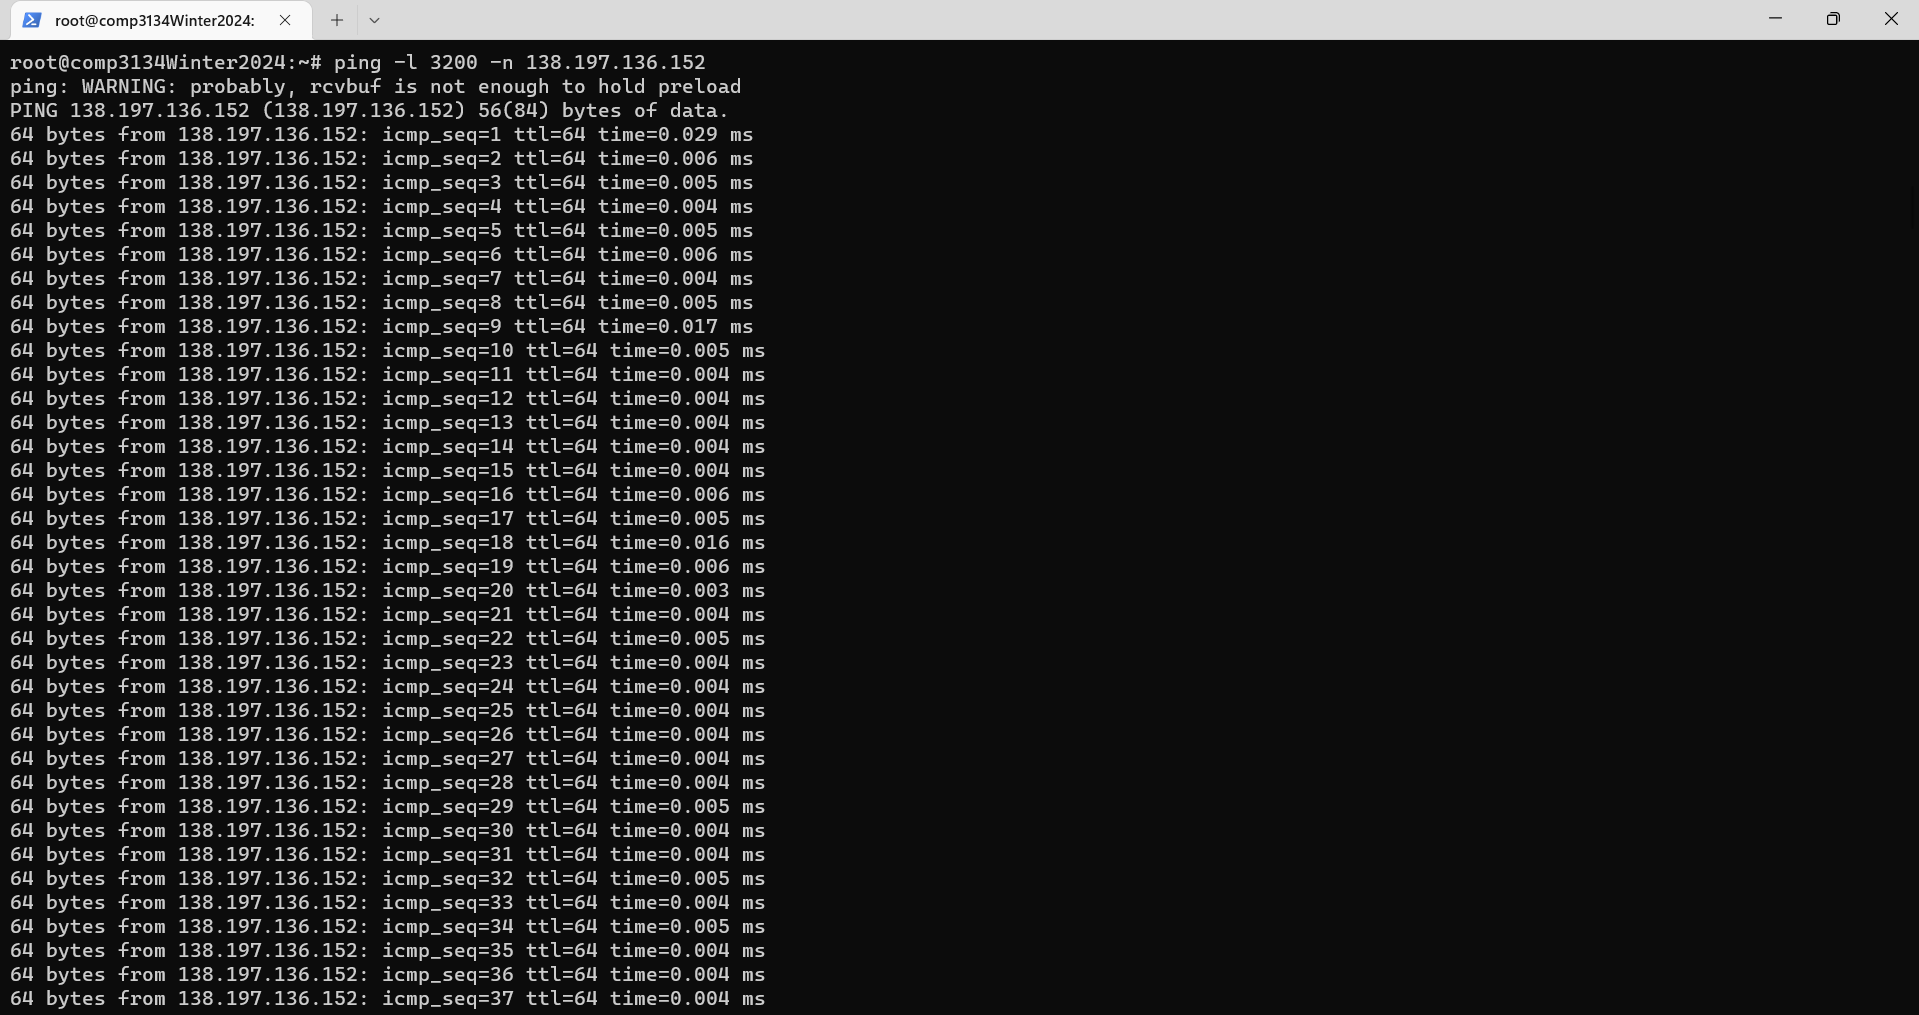 root@comp3134Winter2024:
root@comp3134Winter2024:~# ping -l 3200 -n 138.197.136.152
ping: WARNING: probably, rcvbuf is not enough to hold preload
PING 138.197.136.152 (138.197.136.152) 56(84) bytes of data.
64 bytes from 138.197.136.152: icmp_seq=1 ttl=64 time=0.029 ms
64 bytes from 138.197.136.152: icmp_seq=2 ttl=64 time=0.006 ms
64 bytes from 138.197.136.152: icmp_seq=3 ttl=64 time=0.005 ms
64 bytes from 138.197.136.152: icmp_seq=4 ttl=64 time=0.004 ms
64 bytes from 138.197.136.152: icmp_seq=5 ttl=64 time=0.005 ms
64 bytes from 138.197.136.152: icmp_seq=6 ttl=64 time=0.006 ms
64 bytes from 138.197.136.152: icmp_seq=7 ttl=64 time=0.004 ms
64 bytes from 138.197.136.152: icmp_seq=8 ttl=64 time=0.005 ms
64 bytes from 138.197.136.152: icmp_seq=9 ttl=64 time=0.017 ms
64 bytes from 138.197.136.152: icmp_seq=10 ttl=64 time=0.005 ms
64 bytes from 138.197.136.152: icmp_seq=11 ttl=64 time=0.004 ms
64 bytes from 138.197.136.152: icmp_seq=12 ttl=64 time=0.004 ms
64 bytes from 138.197.136.152: icmp_seq=13 ttl=64 time=0.004 ms
64 bytes from 138.197.136.152: icmp_seq=14 ttl=64 time=0.004 ms
64 bytes from 138.197.136.152: icmp_seq=15 ttl=64 time=0.004 ms
64 bytes from 138.197.136.152: icmp_seq=16 ttl=64 time=0.006 ms
64 bytes from 138.197.136.152: icmp_seq=17 ttl=64 time=0.005 ms
64 bytes from 138.197.136.152: icmp_seq=18 ttl=64 time=0.016 ms
64 bytes from 138.197.136.152: icmp_seq=19 ttl=64 time=0.006 ms
64 bytes from 138.197.136.152: icmp_seq=20 ttl=64 time=0.003 ms
64 bytes from 138.197.136.152: icmp_seq=21 ttl=64 time=0.004 ms
64 bytes from 138.197.136.152: icmp_seq=22 ttl=64 time=0.005 ms
64 bytes from 138.197.136.152: icmp_seq=23 ttl=64 time=0.004 ms
64 bytes from 138.197.136.152: icmp_seq=24 ttl=64 time=0.004 ms
64 bytes from 138.197.136.152: icmp_seq=25 ttl=64 time=0.004 ms
64 bytes from 138.197.136.152: icmp_seq=26 ttl=64 time=0.004 ms
64 bytes from 138.197.136.152: icmp_seq=27 ttl=64 time=0.004 ms
64 bytes from 138.197.136.152: icmp_seq=28 ttl=64 time=0.004 ms
64 bytes from 138.197.136.152: icmp_seq=29 ttl=64 time=0.005 ms
64 bytes from 138.197.136.152: icmp_seq=30 ttl=64 time=0.004 ms
64 bytes from 138.197.136.152: icmp_seq=31 ttl=64 time=0.004 ms
64 bytes from 138.197.136.152: icmp_seq=32 ttl=64 time=0.005 ms
64 bytes from 138.197.136.152: icmp_seq=33 ttl=64 time=0.004 ms
64 bytes from 138.197.136.152: icmp_seq=34 ttl=64 time=0.005 ms
64 bytes from 138.197.136.152: icmp_seq=35 ttl=64 time=0.004 ms
64 bytes from 138.197.136.152: icmp_seq=36 ttl=64 time=0.004 ms
64 bytes from 138.197.136.152: icmp_seq=37 ttl=64 time=0.004 ms